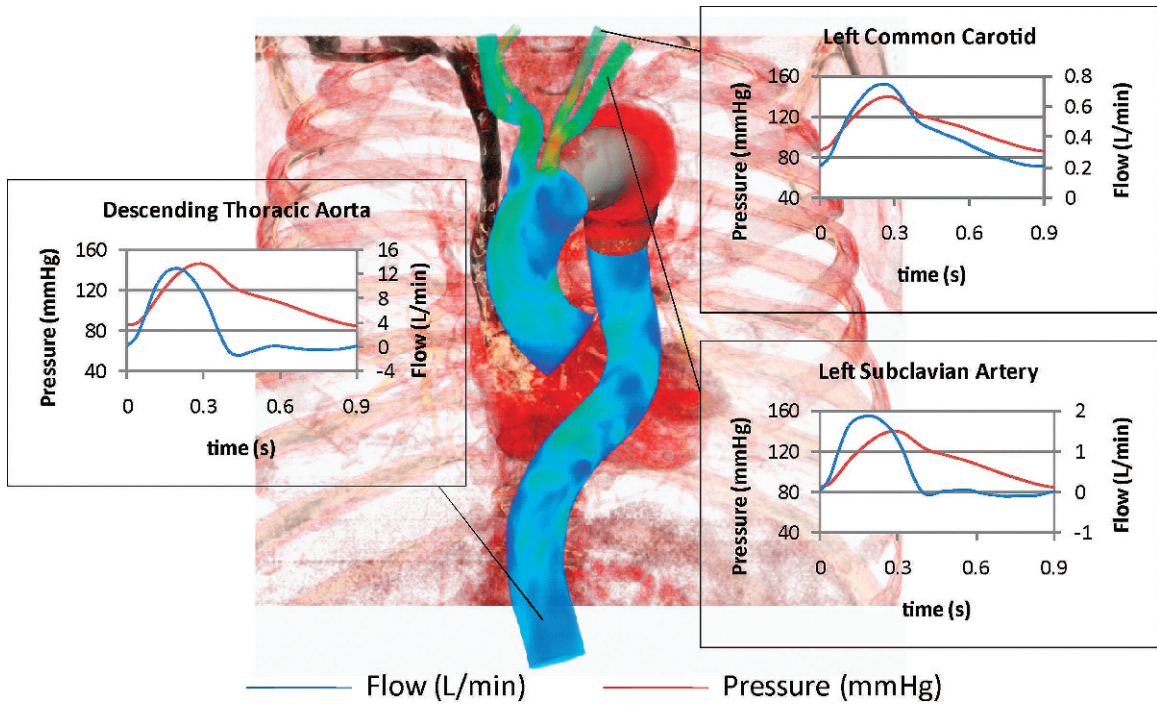 Left Common Carotid
Pressure (mmHg)
160
120
80
40
0.8
0.6
0.4
0.2
0
Flow (L/min)
0 0.3 0.6 0.9
time (s)
Descending Thoracic Aorta
Pressure (mmHg)
160
120
80
40
16
12
8
4
0
-4
Flow (L/min)
0 0.3 0.6 0.9
time (s)
Left Subclavian Artery
Pressure (mmHg)
160
120
80
40
2
1
0
-1
Flow (L/min)
0 0.3 0.6 0.9
time (s)
Flow (L/min) Pressure (mmHg)